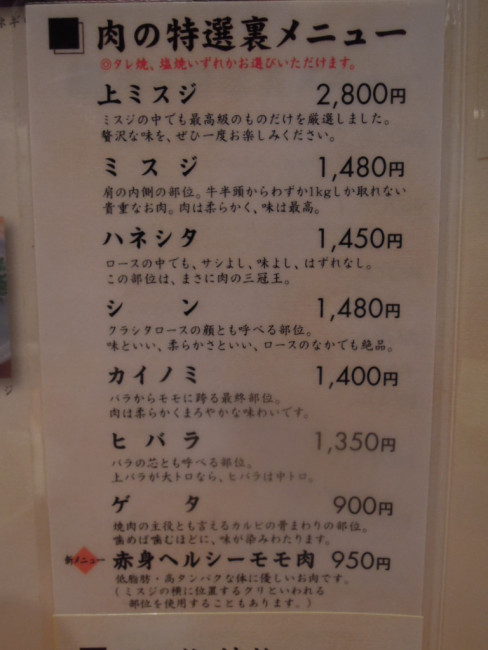 肉の特選裏メニュー
◎タレ焼、塩焼いずれかお選びいただけます。
上ミスジ 2,800円
ミスジの中でも最高級のものだけを厳選しました。
贅沢な味を、ぜひ一度お楽しみください。
ミスジ 1,480円
肩の内側の部位。牛半頭からわずか1kgしか取れない
貴重なお肉。肉は柔らかく、味は最高。
ハネシタ 1,450円
ロースの中でも、サシよし、味よし、はずれなし。
この部位は、まさに肉の三冠王。
シン 1,480円
クラシタロースの顔とも呼べる部位。
味といい、柔らかさといい、ロースのなかでも絶品。
カイノミ 1,400円
バラからモモに跨る最終部位。
肉は柔らかくまろやかな味わいです。
ヒバラ 1,350円
バラの芯とも呼べる部位。
上バラが大トロなら、ヒバラは中トロ。
ゲタ 900円
焼肉の主役とも言えるカルビの骨まわりの部位。
噛めば噛むほどに、味が染みわたります。
新メニュー 赤身ヘルシーモモ肉 950円
低脂肪・高タンパクな体に優しいお肉です。
(ミスジの横に位置するクリといわれる
部位を使用することもあります。)